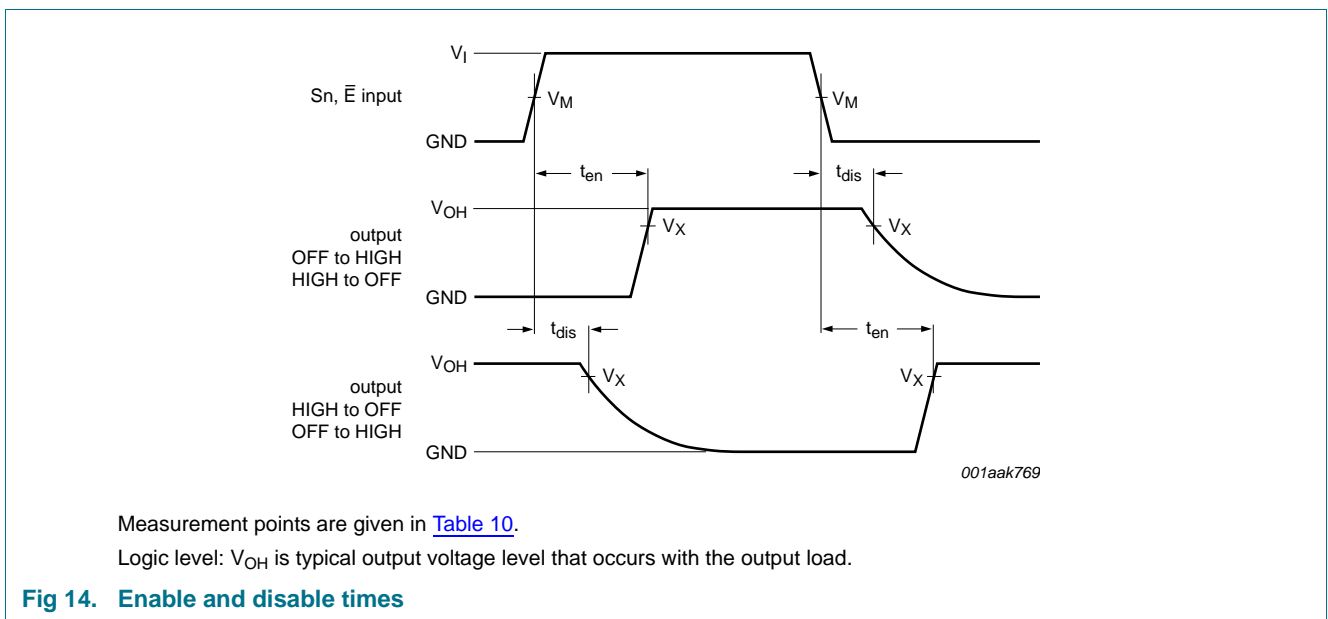 V_I
Sn, E̅ input
V_M
V_M
GND
t_en
t_dis
V_OH
V_X
V_X
output
OFF to HIGH
HIGH to OFF
GND
t_dis
t_en
V_OH
V_X
V_X
output
HIGH to OFF
OFF to HIGH
GND
001aak769
Measurement points are given in Table 10.
Logic level: V_OH is typical output voltage level that occurs with the output load.
Fig 14. Enable and disable times